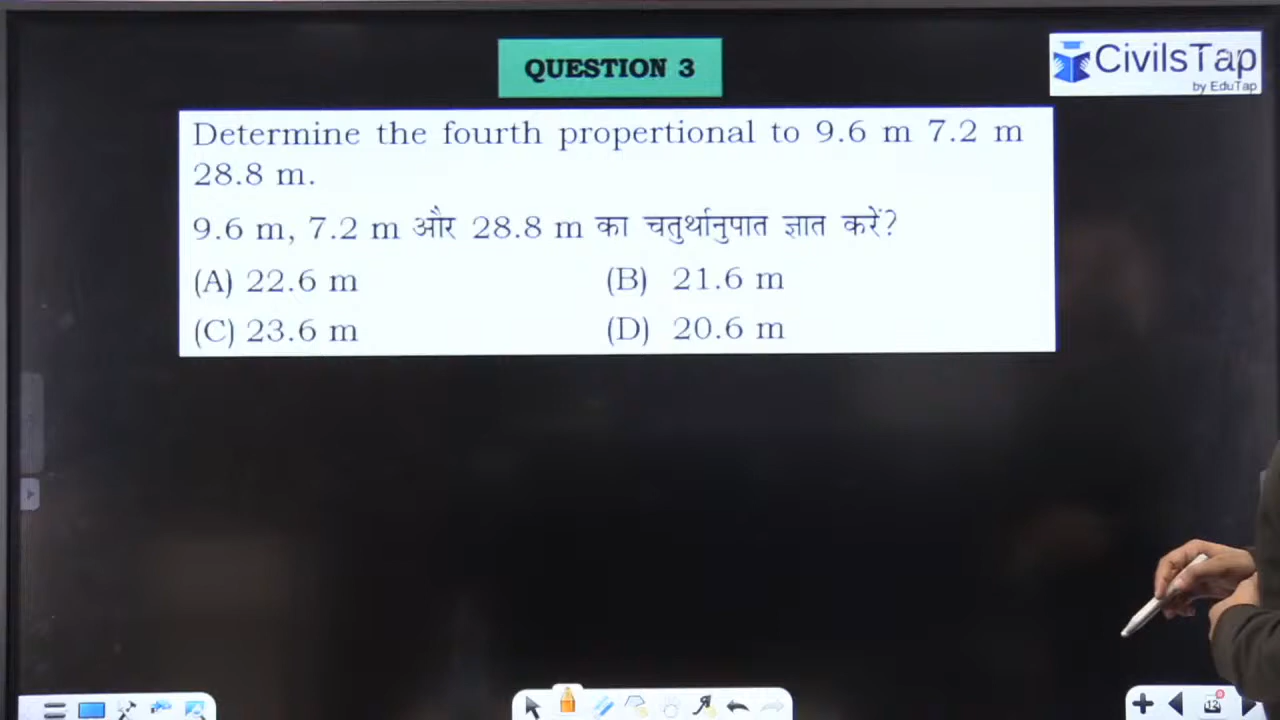 QUESTION 3
CivilsTap
by EduTap
Determine the fourth propertional to 9.6 m 7.2 m
28.8 m.
9.6 m, 7.2 m और 28.8 m का चतुर्थानुपात ज्ञात करें?
(A) 22.6 m (B) 21.6 m
(C) 23.6 m (D) 20.6 m